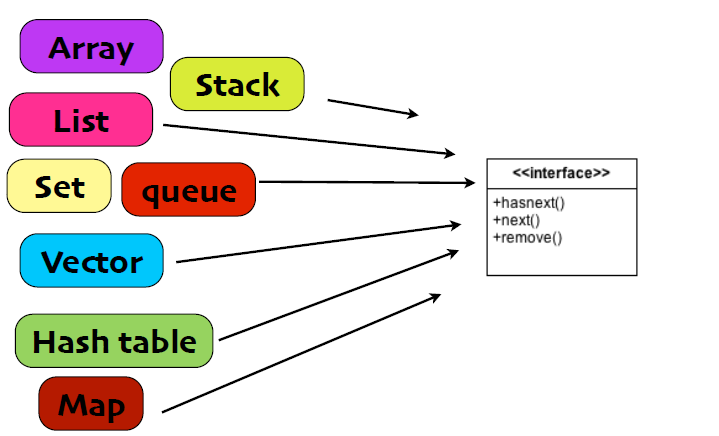 Array
Stack
List
Set
queue
Vector
Hash table
Map
<<interface>>
+hasnext()
+next()
+remove()